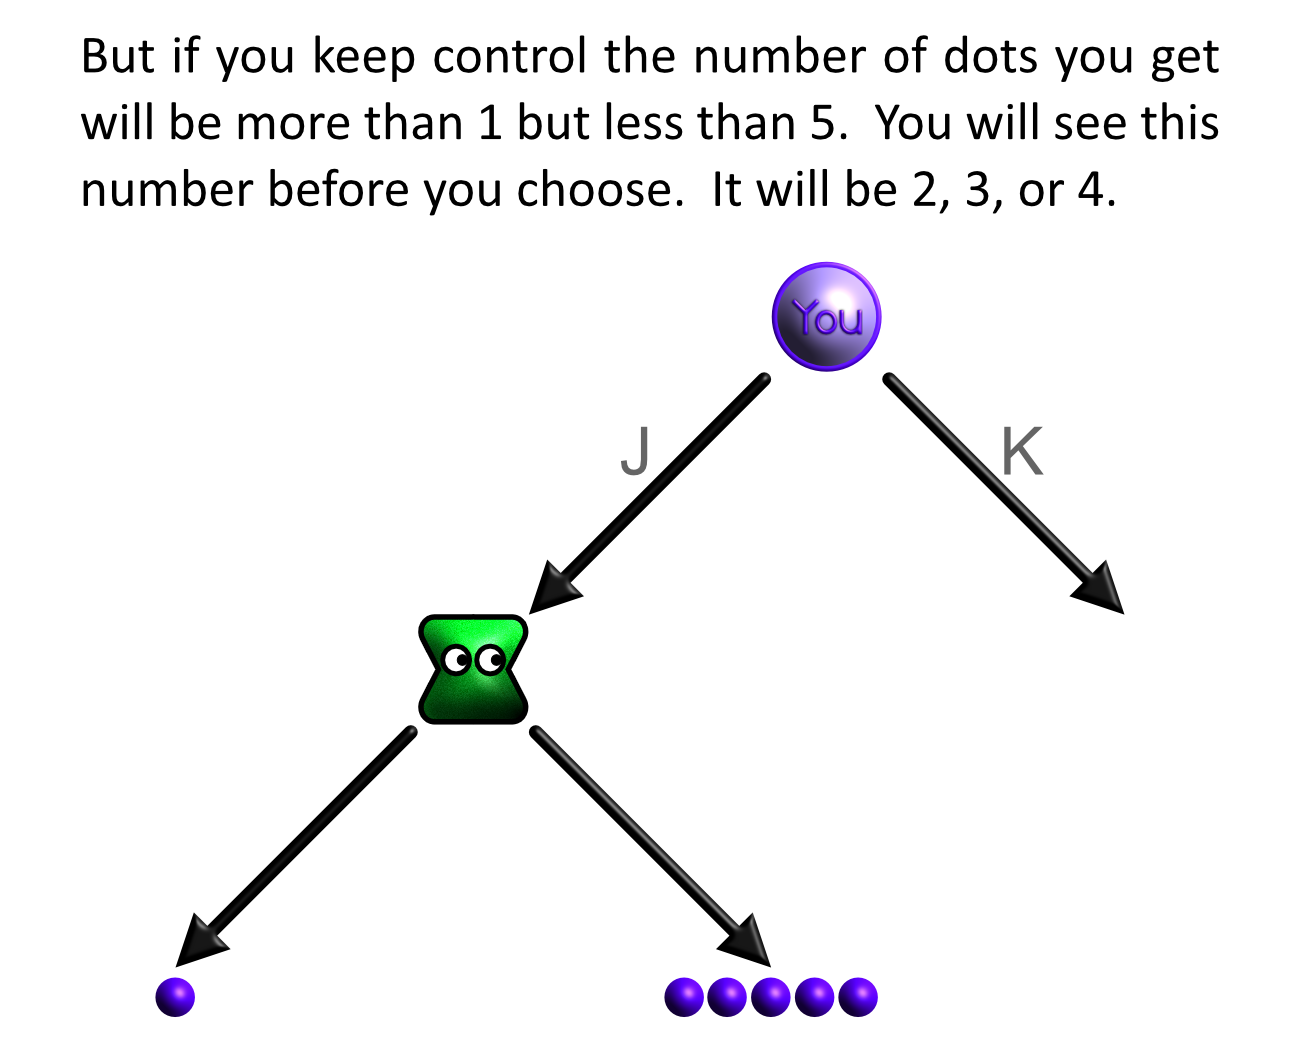 But if you keep control the number of dots you get
will be more than 1 but less than 5.  You will see this
number before you choose.  It will be 2, 3, or 4.
You
J
K